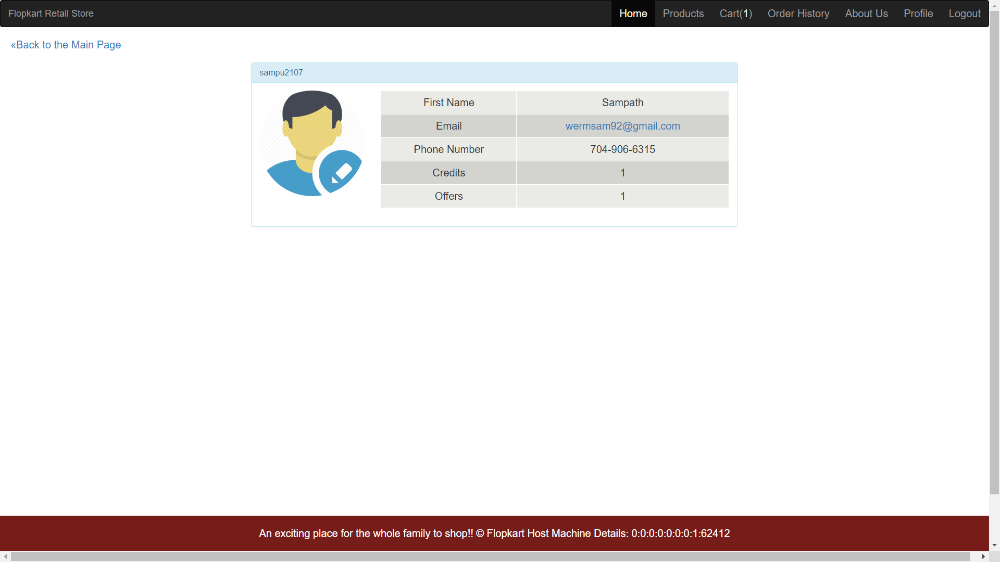 Flopkart Retail Store Home Products Cart(1) Order History About Us Profile Logout
«Back to the Main Page
sampu2107
First Name Sampath
Email wermsam92@gmail.com
Phone Number 704-906-6315
Credits 1
Offers 1
An exciting place for the whole family to shop!! © Flopkart Host Machine Details: 0:0:0:0:0:0:0:1:62412